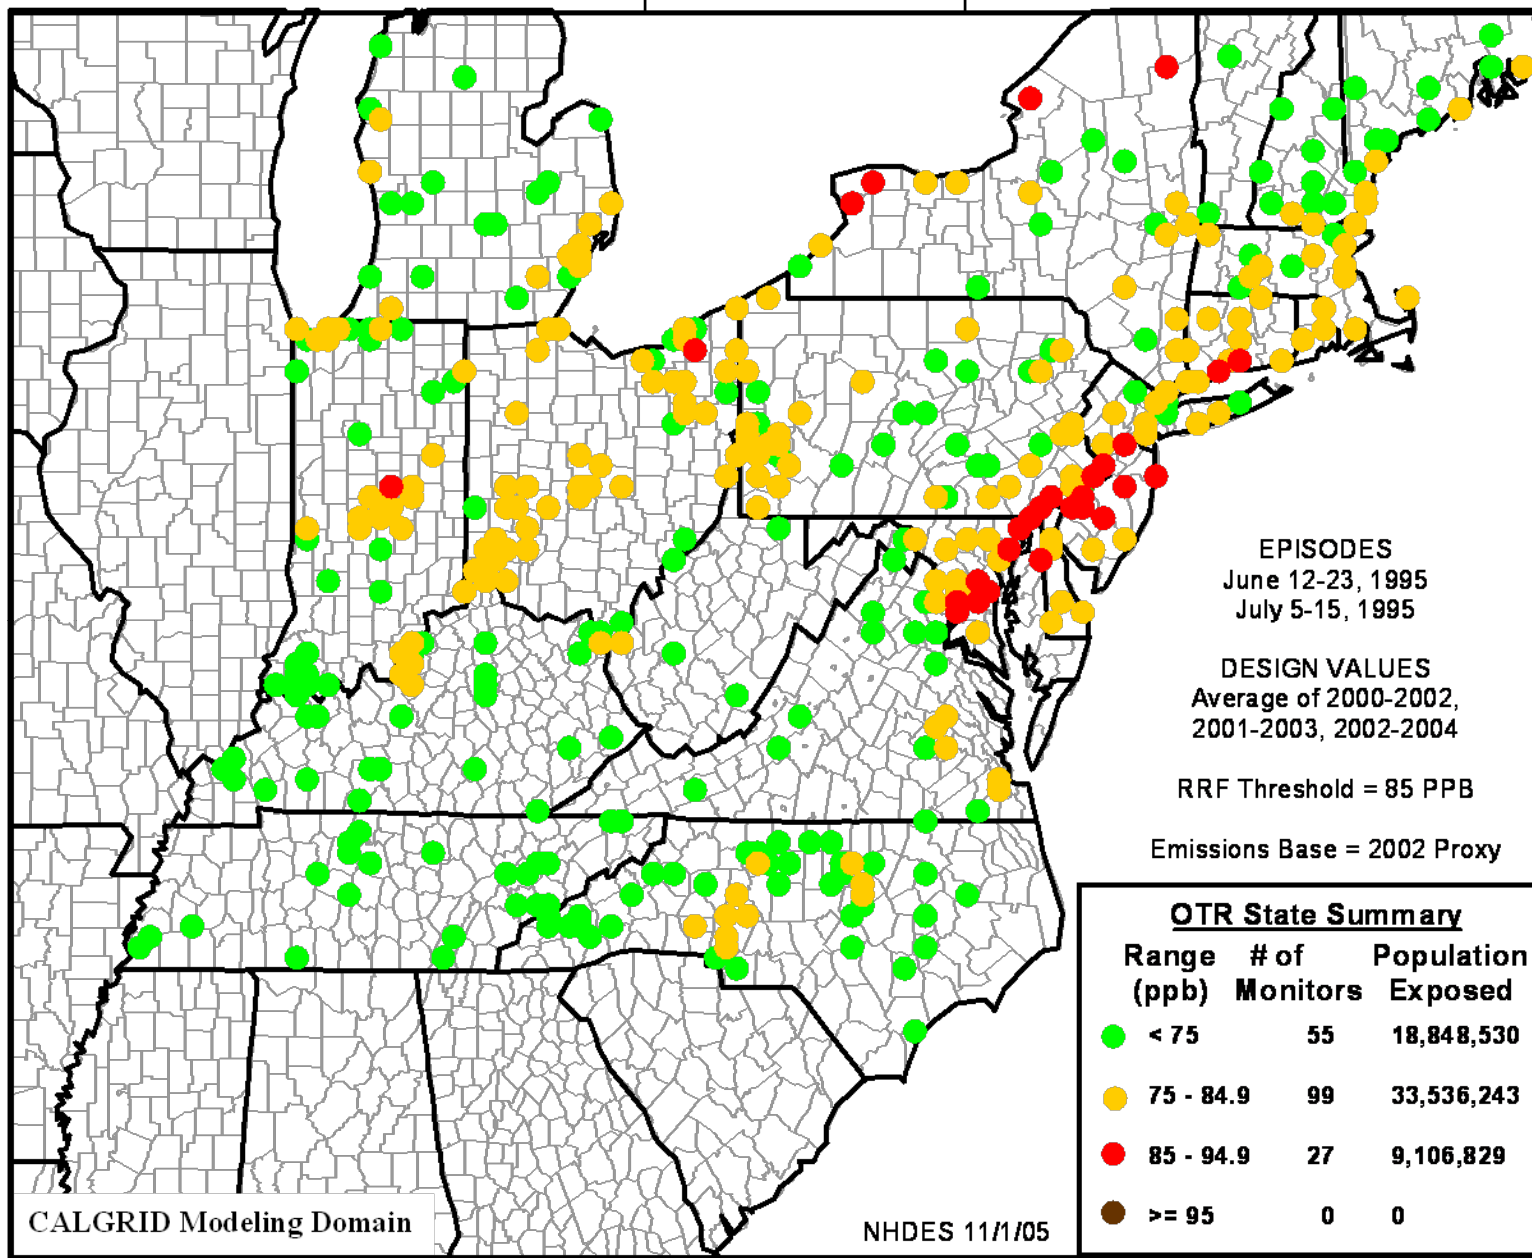 EPISODES
June 12-23, 1995
July 5-15, 1995
DESIGN VALUES
Average of 2000-2002,
2001-2003, 2002-2004
RRF Threshold = 85 PPB
Emissions Base = 2002 Proxy
OTR State Summary
Range # of Population
(ppb) Monitors Exposed
< 75 55 18,848,530
75 - 84.9 99 33,536,243
85 - 94.9 27 9,106,829
>= 95 0 0
CALGRID Modeling Domain
NHDES 11/1/05